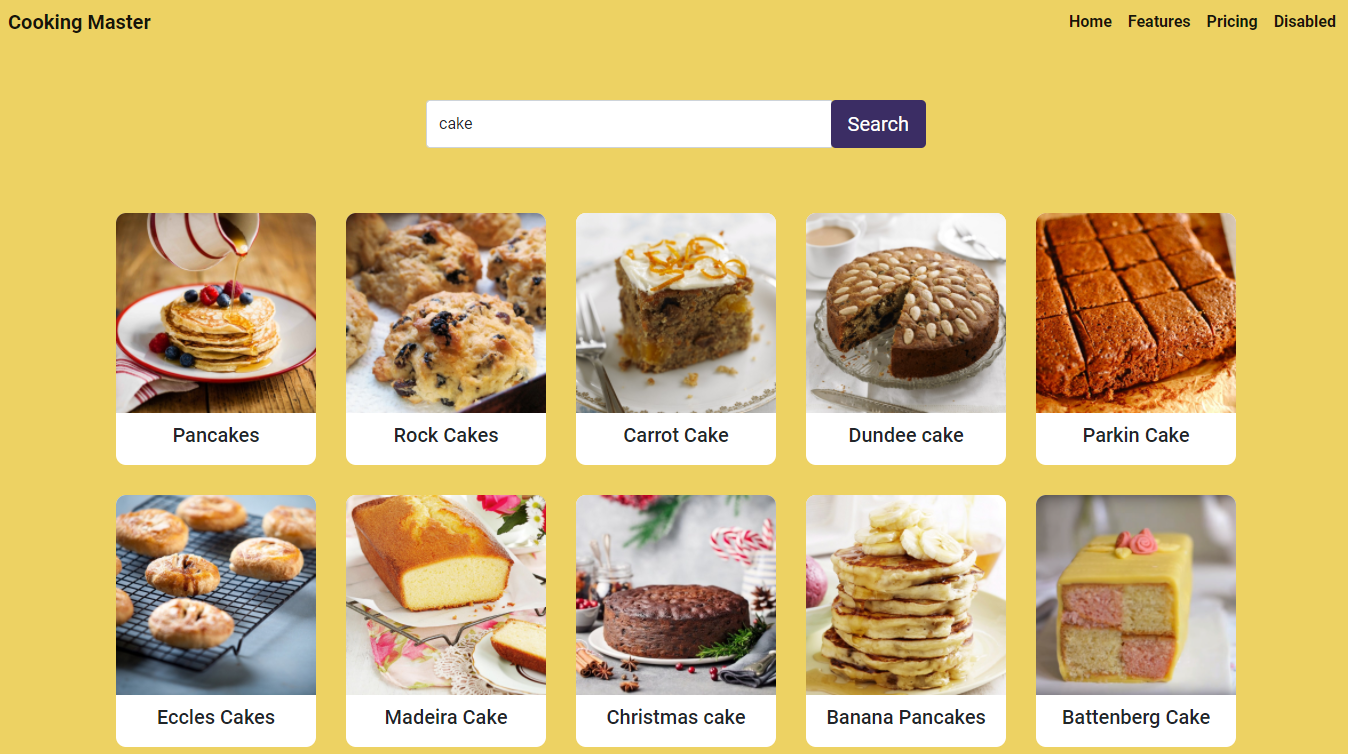 Cooking Master
Home Features Pricing Disabled
cake
Search
Pancakes
Rock Cakes
Carrot Cake
Dundee cake
Parkin Cake
Eccles Cakes
Madeira Cake
Christmas cake
Banana Pancakes
Battenberg Cake